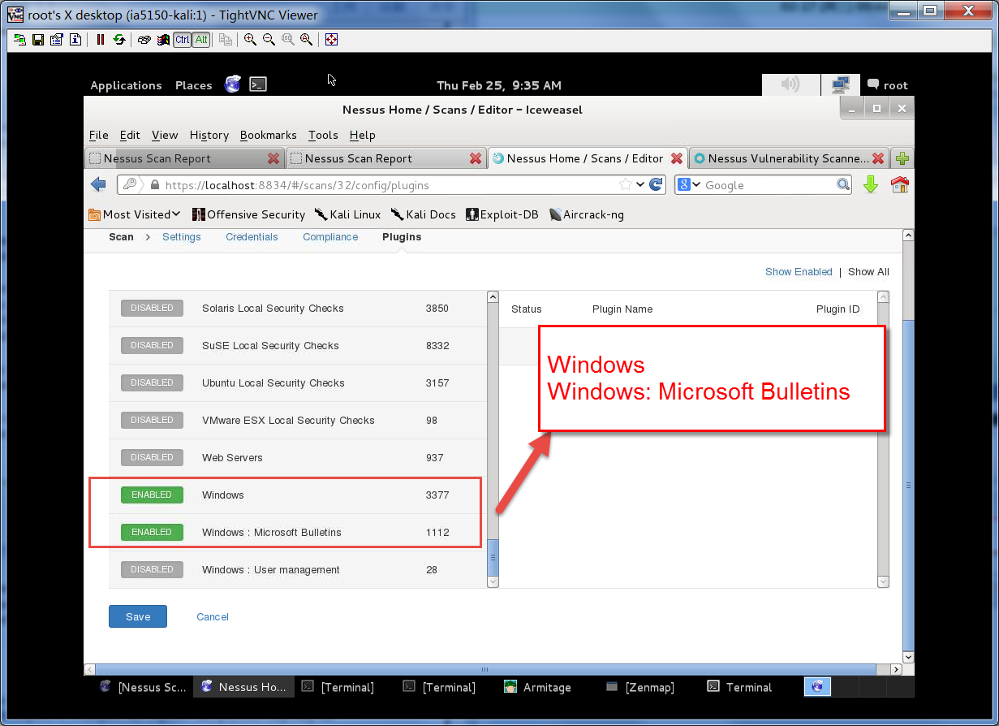 root's X desktop (ia5150-kali:1) - TightVNC Viewer
Ctrl Alt
Applications Places Thu Feb 25, 9:35 AM root
Nessus Home / Scans / Editor - Iceweasel
File Edit View History Bookmarks Tools Help
Nessus Scan Report Nessus Scan Report Nessus Home / Scans / Editor Nessus Vulnerability Scanne...
https://localhost:8834/#/scans/32/config/plugins Google
Most Visited Offensive Security Kali Linux Kali Docs Exploit-DB Aircrack-ng
Scan > Settings Credentials Compliance Plugins
Show Enabled | Show All
Status Plugin Name Plugin ID
DISABLED Solaris Local Security Checks 3850
DISABLED SuSE Local Security Checks 8332
DISABLED Ubuntu Local Security Checks 3157
DISABLED VMware ESX Local Security Checks 98
DISABLED Web Servers 937
ENABLED Windows 3377
ENABLED Windows : Microsoft Bulletins 1112
DISABLED Windows : User management 28
Windows
Windows: Microsoft Bulletins
Save Cancel
[Nessus Sc... Nessus Ho... [Terminal] [Terminal] Armitage [Zenmap] Terminal